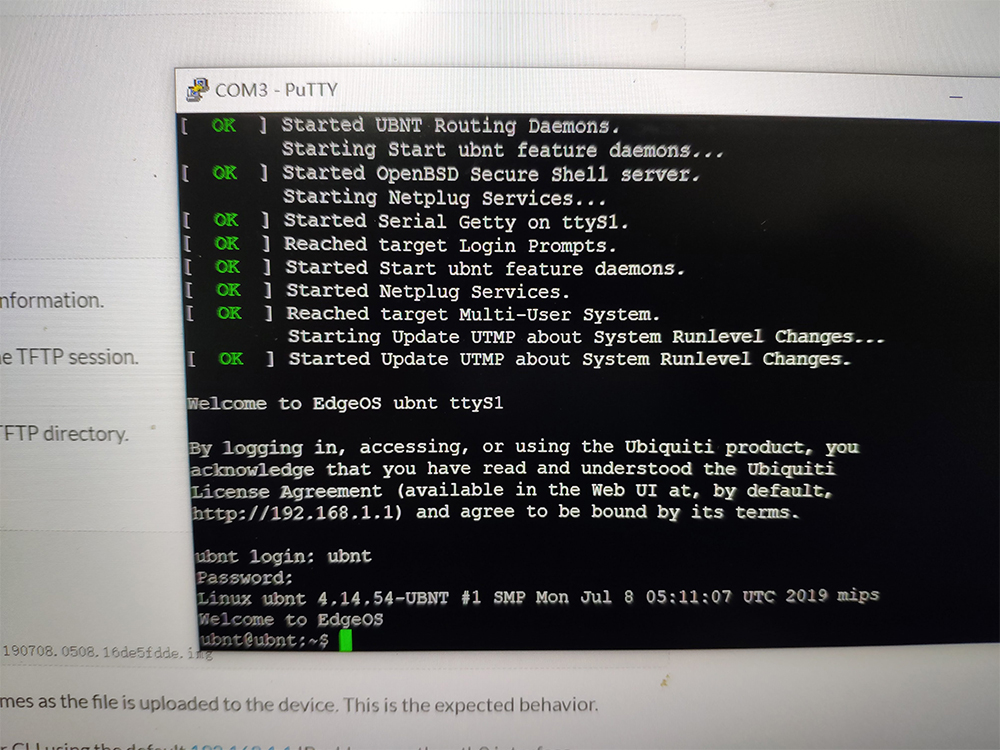 COM3 - PuTTY
[ OK ] Started UBNT Routing Daemons.
Starting Start ubnt feature daemons...
[ OK ] Started OpenBSD Secure Shell server.
Starting Netplug Services...
[ OK ] Started Serial Getty on ttyS1.
[ OK ] Reached target Login Prompts.
[ OK ] Started Start ubnt feature daemons.
[ OK ] Started Netplug Services.
[ OK ] Reached target Multi-User System.
Starting Update UTMP about System Runlevel Changes...
[ OK ] Started Update UTMP about System Runlevel Changes.
Welcome to EdgeOS ubnt ttyS1
By logging in, accessing, or using the Ubiquiti product, you
acknowledge that you have read and understood the Ubiquiti
License Agreement (available in the Web UI at, by default,
http://192.168.1.1) and agree to be bound by its terms.
ubnt login: ubnt
Password:
Linux ubnt 4.14.54-UBNT #1 SMP Mon Jul 8 05:11:07 UTC 2019 mips
Welcome to EdgeOS
ubnt@ubnt:~$
nformation.
e TFTP session.
TFTP directory.
190708.0508.16de5fdde.img
mes as the file is uploaded to the device. This is the expected behavior.